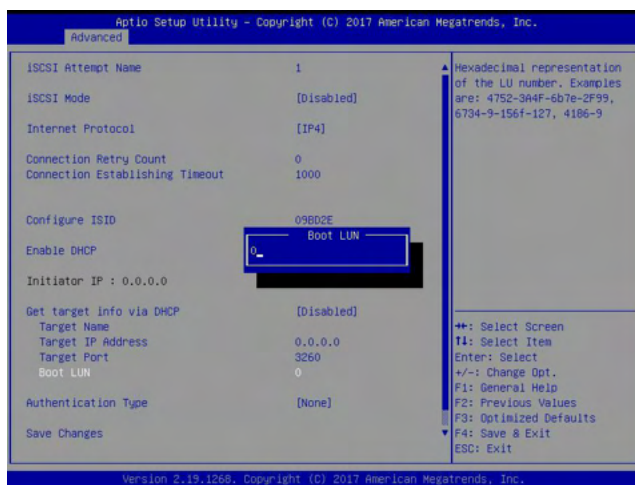 Aptio Setup Utility – Copyright (C) 2017 American Megatrends, Inc.
Advanced
iSCSI Attempt Name 1
iSCSI Mode [Disabled]
Internet Protocol [IP4]
Connection Retry Count 0
Connection Establishing Timeout 1000
Configure ISID 09BD2E
Boot LUN
Enable DHCP
0_
Initiator IP : 0.0.0.0
Get target info via DHCP [Disabled]
Target Name
Target IP Address 0.0.0.0
Target Port 3260
Boot LUN 0
Authentication Type [None]
Save Changes
Hexadecimal representation
of the LU number. Examples
are: 4752-3A4F-6b7e-2F99,
6734-9-156f-127, 4186-9
→←: Select Screen
↑↓: Select Item
Enter: Select
+/-: Change Opt.
F1: General Help
F2: Previous Values
F3: Optimized Defaults
F4: Save & Exit
ESC: Exit
Version 2.19.1268. Copyright (C) 2017 American Megatrends, Inc.